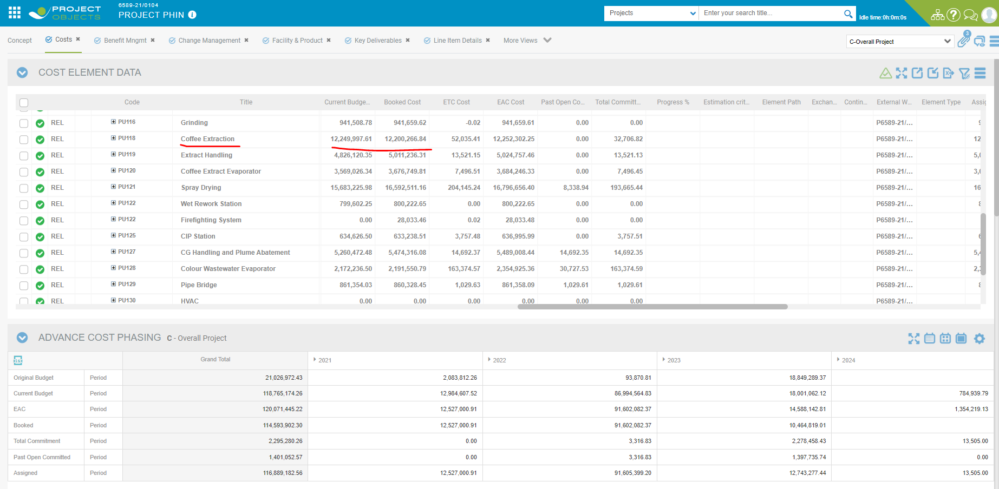 6589-21/0104
PROJECT OBJECTS PROJECT PHIN i Projects Enter your search title... Idle time:0h:0m:0s ?
Concept Costs Benefit Mngmt Change Management Facility & Product Key Deliverables Line Item Details More Views C-Overall Project 3
COST ELEMENT DATA
Code Title Current Budge... Booked Cost ETC Cost EAC Cost Past Open Co... Total Committ... Progress % Estimation crit... Element Path Exchan... Contin... External W... Element Type Assig
REL PU116 Grinding 941,508.78 941,659.62 -0.02 941,659.61 0.00 0.00 P6589-21/...
REL PU118 Coffee Extraction 12,249,997.61 12,200,266.84 52,035.41 12,252,302.25 0.00 32,706.82 P6589-21/... 12
REL PU119 Extract Handling 4,826,120.35 5,011,236.31 13,521.15 5,024,757.46 0.00 13,521.13 P6589-21/... 5,0
REL PU120 Coffee Extract Evaporator 3,569,026.34 3,676,749.81 7,496.51 3,684,246.33 0.00 7,496.45 P6589-21/... 3,6
REL PU121 Spray Drying 15,683,225.98 16,592,511.16 204,145.24 16,796,656.40 8,338.94 193,665.44 P6589-21/... 16
REL PU122 Wet Rework Station 799,602.25 800,222.65 0.00 800,222.65 0.00 0.00 P6589-21/...
REL PU122 Firefighting System 0.00 28,033.46 0.02 28,033.48 0.00 0.00 P6589-21/...
REL PU125 CIP Station 634,626.50 633,238.51 3,757.48 636,995.99 0.00 3,757.51 P6589-21/...
REL PU127 CG Handling and Plume Abatement 5,260,472.48 5,474,316.08 14,692.37 5,489,008.44 14,692.35 14,692.35 P6589-21/... 5,4
REL PU128 Colour Wastewater Evaporator 2,172,236.50 2,191,550.79 163,374.57 2,354,925.36 30,727.53 163,374.59 P6589-21/... 2,3
REL PU129 Pipe Bridge 861,354.03 860,328.45 1,029.63 861,358.09 1,029.61 1,029.61 P6589-21/...
REL PU130 HVAC 0.00 0.00 0.00 0.00 0.00 0.00 P6589-21/...
ADVANCE COST PHASING C - Overall Project
xlsx Grand Total 2021 2022 2023 2024
Original Budget Period 21,026,972.43 2,083,812.26 93,870.81 18,849,289.37
Current Budget Period 118,765,174.26 12,984,607.52 86,994,564.83 18,001,062.12 784,939.79
EAC Period 120,071,445.22 12,527,000.91 91,602,082.37 14,588,142.81 1,354,219.13
Booked Period 114,593,902.30 12,527,000.91 91,602,082.37 10,464,819.01
Total Commitment Period 2,295,280.26 0.00 3,316.83 2,278,458.43 13,505.00
Past Open Committed Period 1,401,052.57 0.00 3,316.83 1,397,735.74 0.00
Assigned Period 116,889,182.56 12,527,000.91 91,605,399.20 12,743,277.44 13,505.00